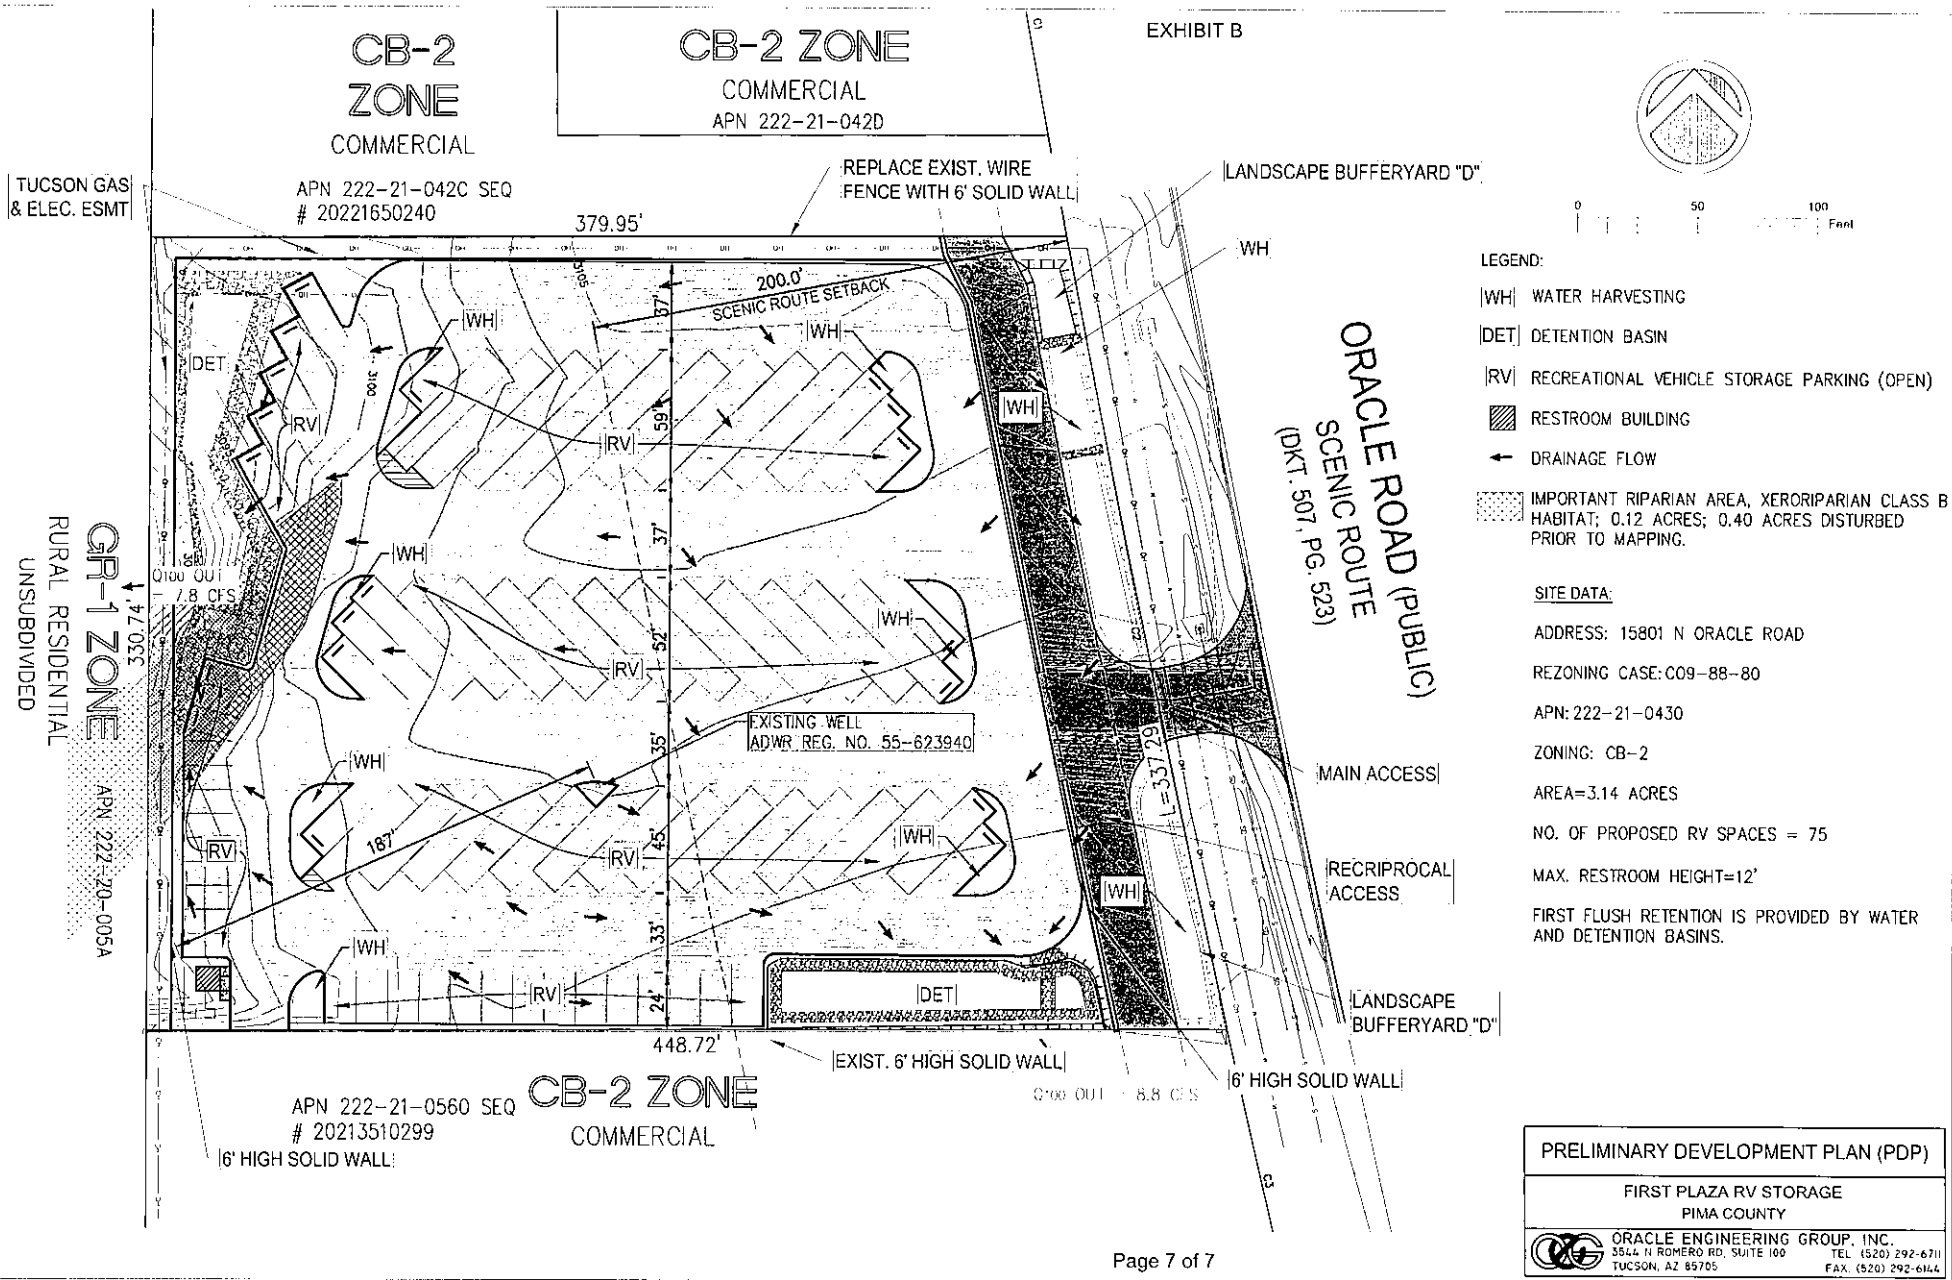 EXHIBIT B
CB-2
ZONE
COMMERCIAL
APN 222-21-042C SEQ
# 20221650240
CB-2 ZONE
COMMERCIAL
APN 222-21-042D
TUCSON GAS
& ELEC. ESMT
REPLACE EXIST. WIRE
FENCE WITH 6' SOLID WALL
LANDSCAPE BUFFERYARD "D"
WH
379.95'
200.0'
SCENIC ROUTE SETBACK
37'
3105
3100
WH
WH
DET
RV
RV
59'
WH
37'
WH
WH
RV
52'
Q100 OUT
= 7.8 CFS
330.74'
GR-1 ZONE
RURAL RESIDENTIAL
UNSUBDIVIDED
APN 222-20-005A
EXISTING WELL
ADWR REG. NO. 55-623940
35'
WH
187'
RV
RV
45'
WH
WH
33'
WH
RV
24'
DET
448.72'
L=337.29'
ORACLE ROAD (PUBLIC)
SCENIC ROUTE
(DKT. 507, PG. 523)
MAIN ACCESS
RECRIPROCAL
ACCESS
LANDSCAPE
BUFFERYARD "D"
6' HIGH SOLID WALL
EXIST. 6' HIGH SOLID WALL
Q100 OUT = 8.8 CFS
CB-2 ZONE
COMMERCIAL
APN 222-21-0560 SEQ
# 20213510299
6' HIGH SOLID WALL
C3
0 50 100
Feet
LEGEND:
WH WATER HARVESTING
DET DETENTION BASIN
RV RECREATIONAL VEHICLE STORAGE PARKING (OPEN)
RESTROOM BUILDING
DRAINAGE FLOW
IMPORTANT RIPARIAN AREA, XERORIPARIAN CLASS B
HABITAT; 0.12 ACRES; 0.40 ACRES DISTURBED
PRIOR TO MAPPING.
SITE DATA:
ADDRESS: 15801 N ORACLE ROAD
REZONING CASE: CO9-88-80
APN: 222-21-0430
ZONING: CB-2
AREA=3.14 ACRES
NO. OF PROPOSED RV SPACES = 75
MAX. RESTROOM HEIGHT=12'
FIRST FLUSH RETENTION IS PROVIDED BY WATER
AND DETENTION BASINS.
PRELIMINARY DEVELOPMENT PLAN (PDP)
FIRST PLAZA RV STORAGE
PIMA COUNTY
ORACLE ENGINEERING GROUP, INC.
3544 N ROMERO RD, SUITE 100 TEL (520) 292-6711
TUCSON, AZ 85705 FAX. (520) 292-6144
Page 7 of 7